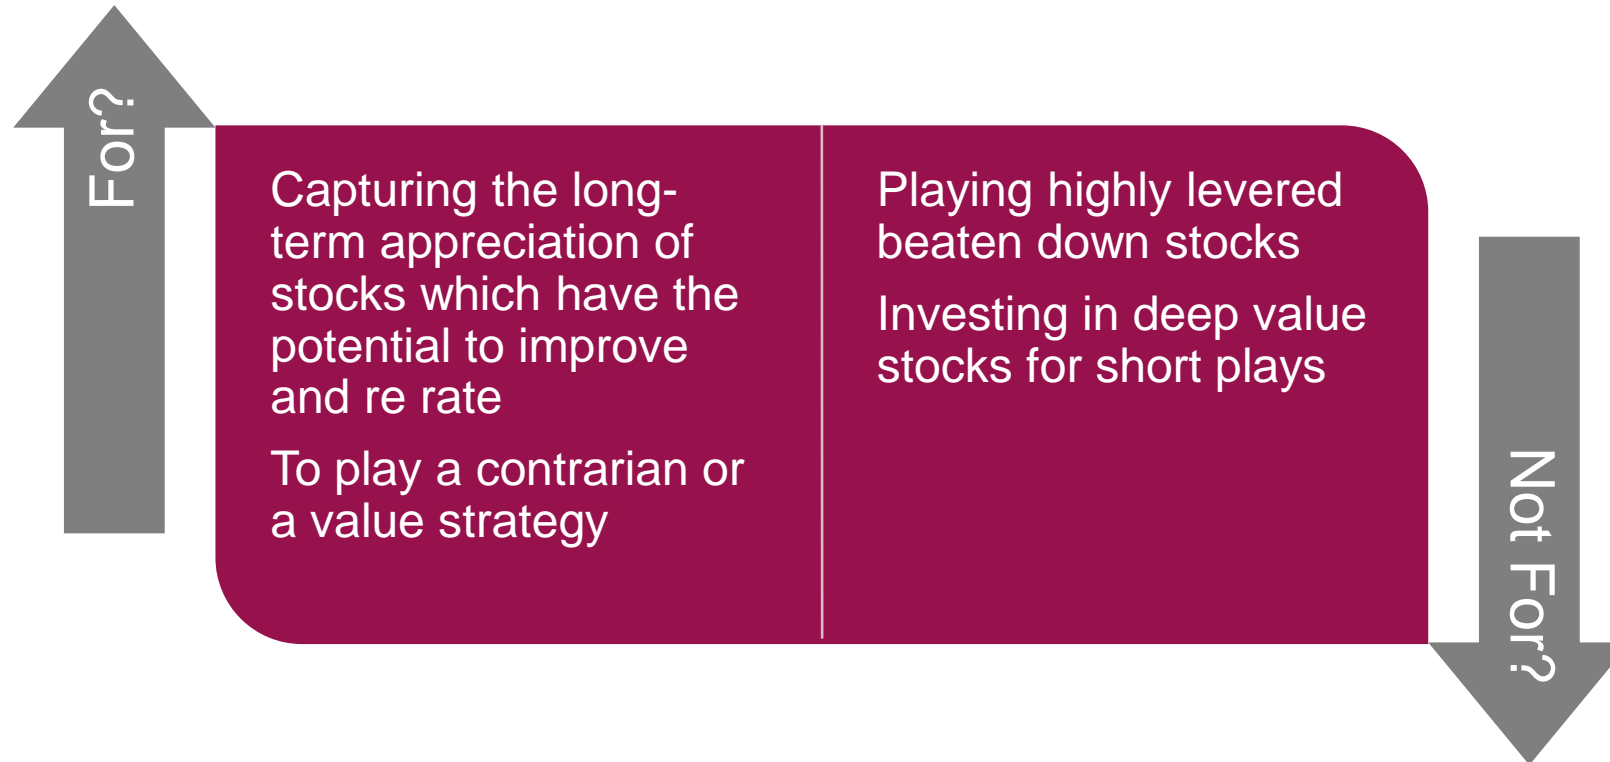 For?
Capturing the long-
term appreciation of
stocks which have the
potential to improve
and re rate
To play a contrarian or
a value strategy
Playing highly levered
beaten down stocks
Investing in deep value
stocks for short plays
Not For?